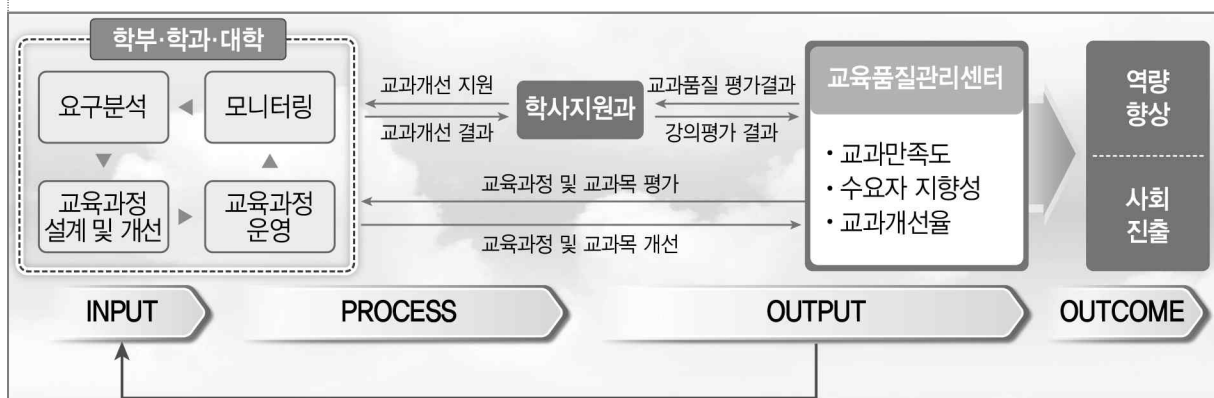 학부·학과·대학
요구분석
모니터링
교육과정
설계 및 개선
교육과정
운영
교과개선 지원
교과개선 결과
학사지원과
교과품질 평가결과
강의평가 결과
교육과정 및 교과목 평가
교육과정 및 교과목 개선
교육품질관리센터
• 교과만족도
• 수요자 지향성
• 교과개선율
역량
향상
사회
진출
INPUT
PROCESS
OUTPUT
OUTCOME